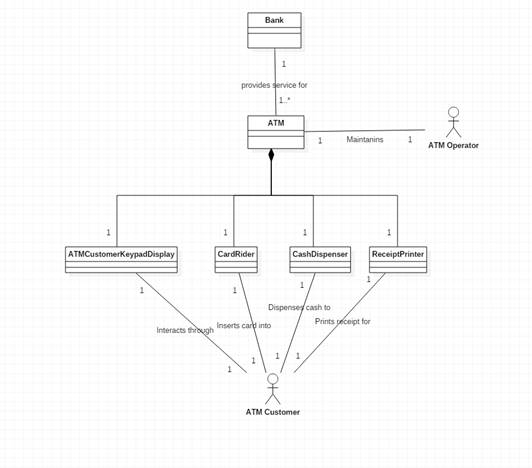 Bank
1
provides service for
1..*
ATM
1
Maintanins
1
ATM Operator
1
1
1
1
ATMCustomerKeypadDisplay
CardRider
CashDispenser
ReceiptPrinter
1
1
1
1
Interacts through
Inserts card into
Dispenses cash to
Prints receipt for
1
1
1
1
ATM Customer